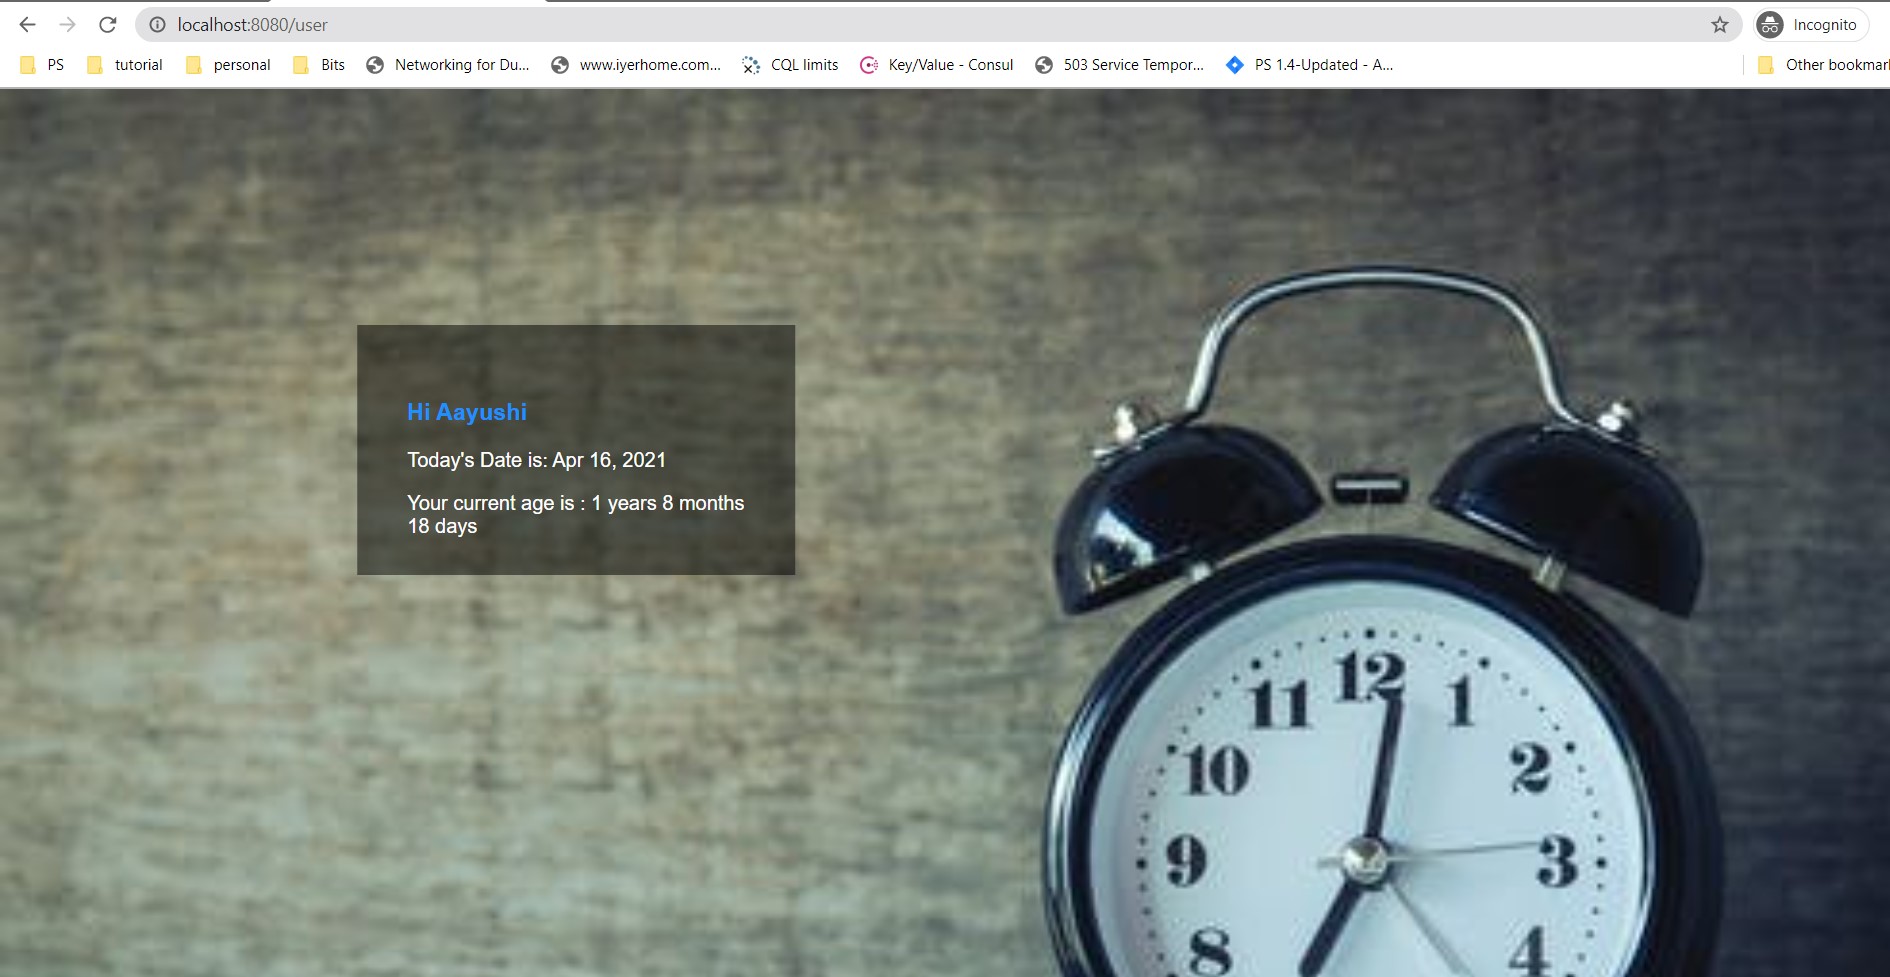 localhost:8080/user
Incognito
PS
tutorial
personal
Bits
Networking for Du...
www.iyerhome.com...
CQL limits
Key/Value - Consul
503 Service Tempor...
PS 1.4-Updated - A...
Other bookmar
Hi Aayushi
Today's Date is: Apr 16, 2021
Your current age is : 1 years 8 months
18 days
12
11
1
10
2
9
3
8
4